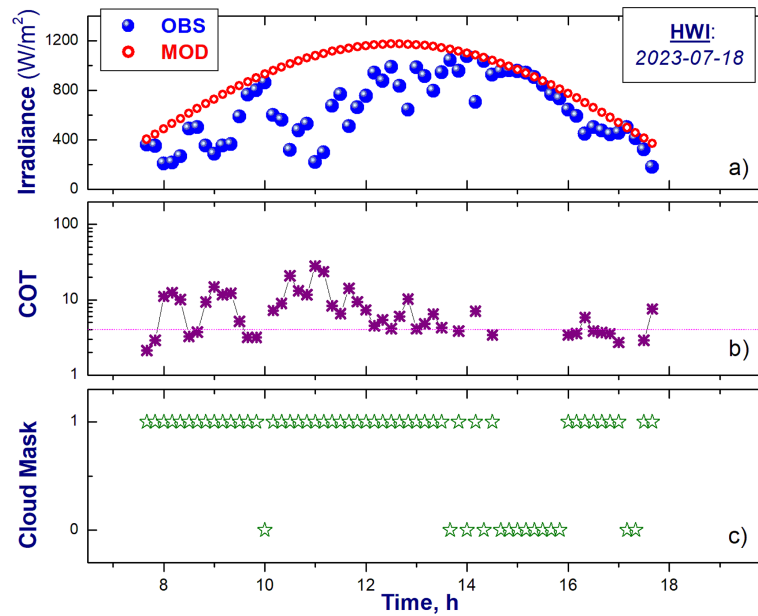 OBS
MOD
HWI:
2023-07-18
Irradiance (W/m²)
1200
800
400
0
a)
COT
100
10
1
b)
Cloud Mask
1
0
c)
8 10 12 14 16 18
Time, h